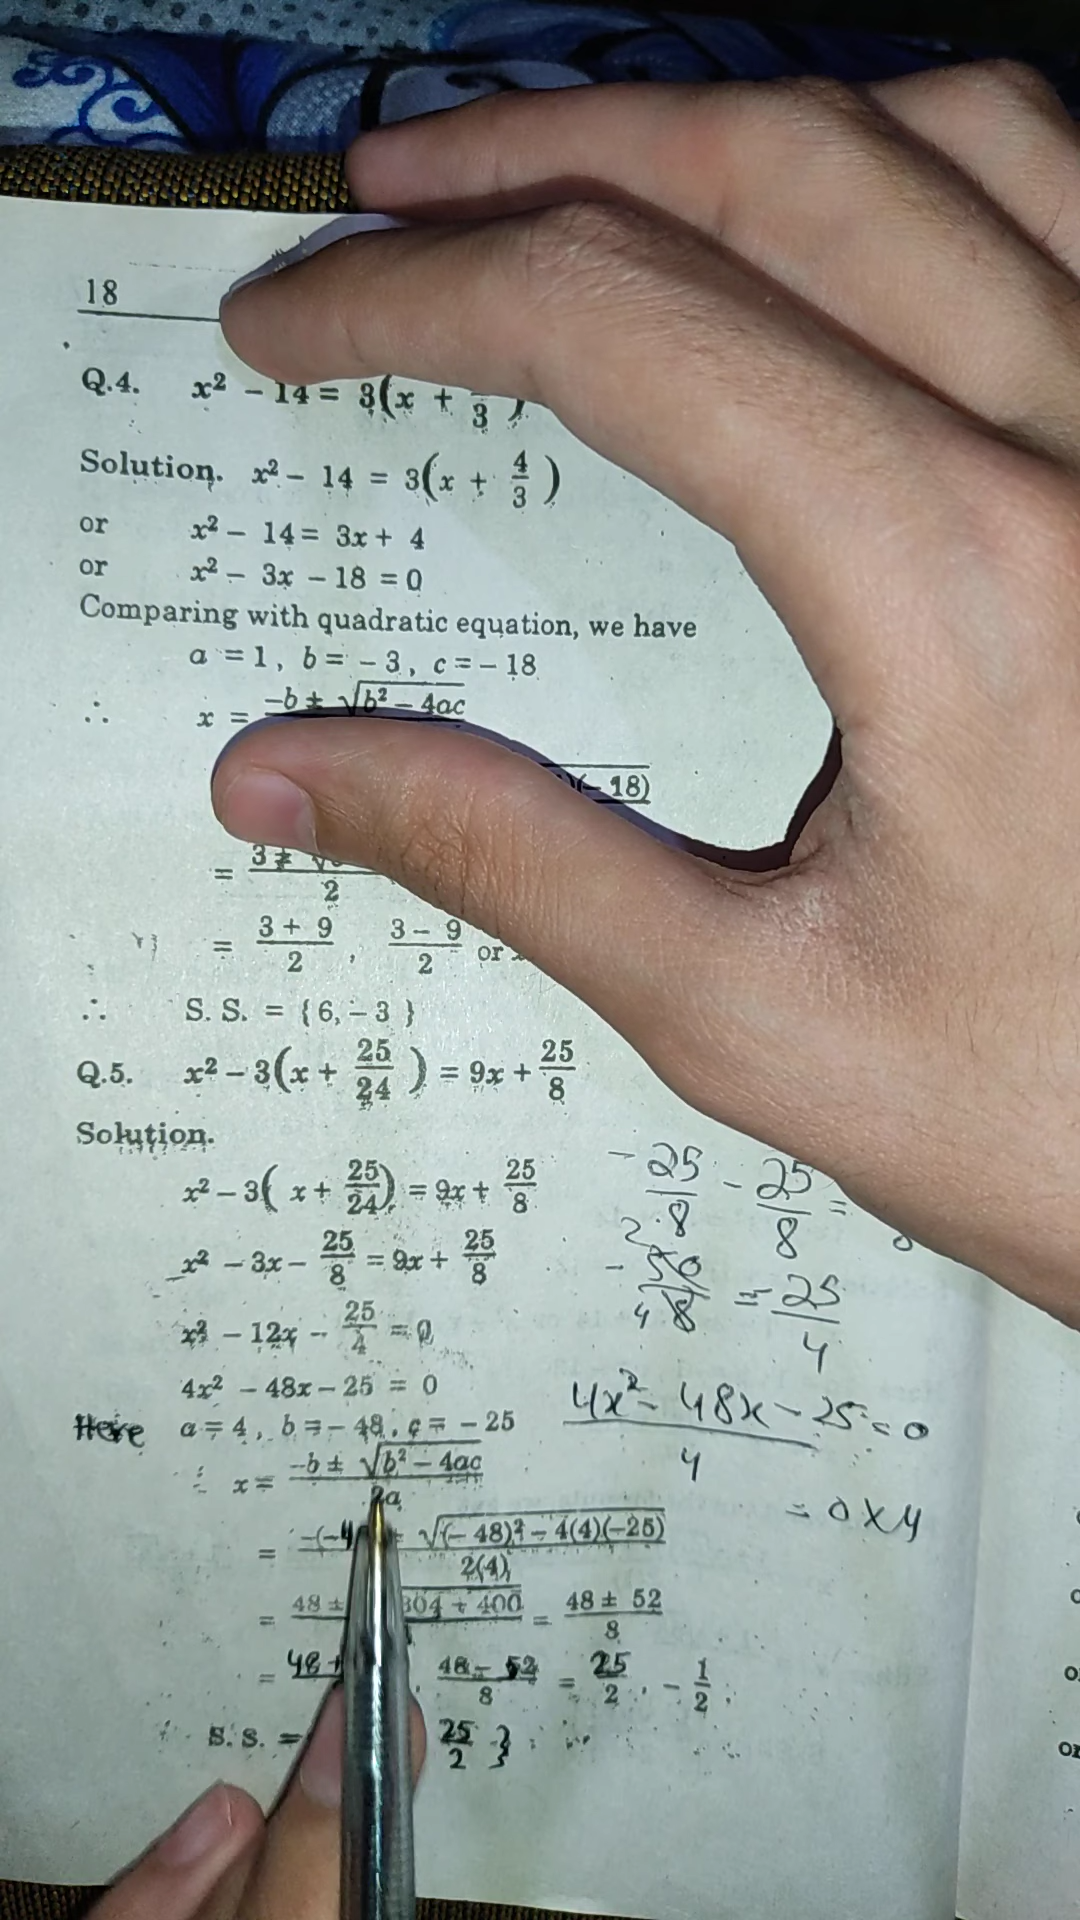 18
Q.4. x² – 14 = 3(x + 3 )
Solution. x² – 14 = 3(x + 4/3 )
or x² – 14 = 3x + 4
or x² – 3x – 18 = 0
Comparing with quadratic equation, we have
a = 1, b = – 3, c = – 18
∴ x = –b ± √b² – 4ac
(– 18)
= 3 ± √ / 2
= 3 + 9 / 2 , 3 – 9 / 2 or
∴ S. S. = {6, – 3 }
Q.5. x² – 3(x + 25/24 ) = 9x + 25/8
Solution.
x² – 3( x + 25/24) = 9x + 25/8
x² – 3x – 25/8 = 9x + 25/8
x² – 12x – 25/4 = 0
4x² – 48x – 25 = 0
Here a = 4, b = – 48, c = – 25
∴ x = –b ± √b² – 4ac / 2a
= –(–4 ± √(– 48)² – 4(4)(–25) / 2(4)
= 48 ± 304 + 400 = 48 ± 52 / 8
= 48 + , 48 – 52 / 8 = 25/2 , – 1/2 .
S. S. = 25/2 }
– 25/8 – 25/8 =
– 50/8 = 25/4
4x² – 48x – 25 = 0 / 4
= 0 x 4